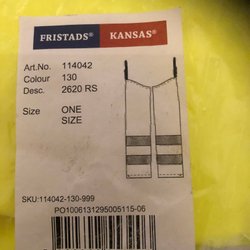 FRISTADS® KANSAS®
Art.No. 114042
Colour 130
Desc. 2620 RS
Size ONE
SIZE
SKU:114042-130-999
PO1006131295005115-06